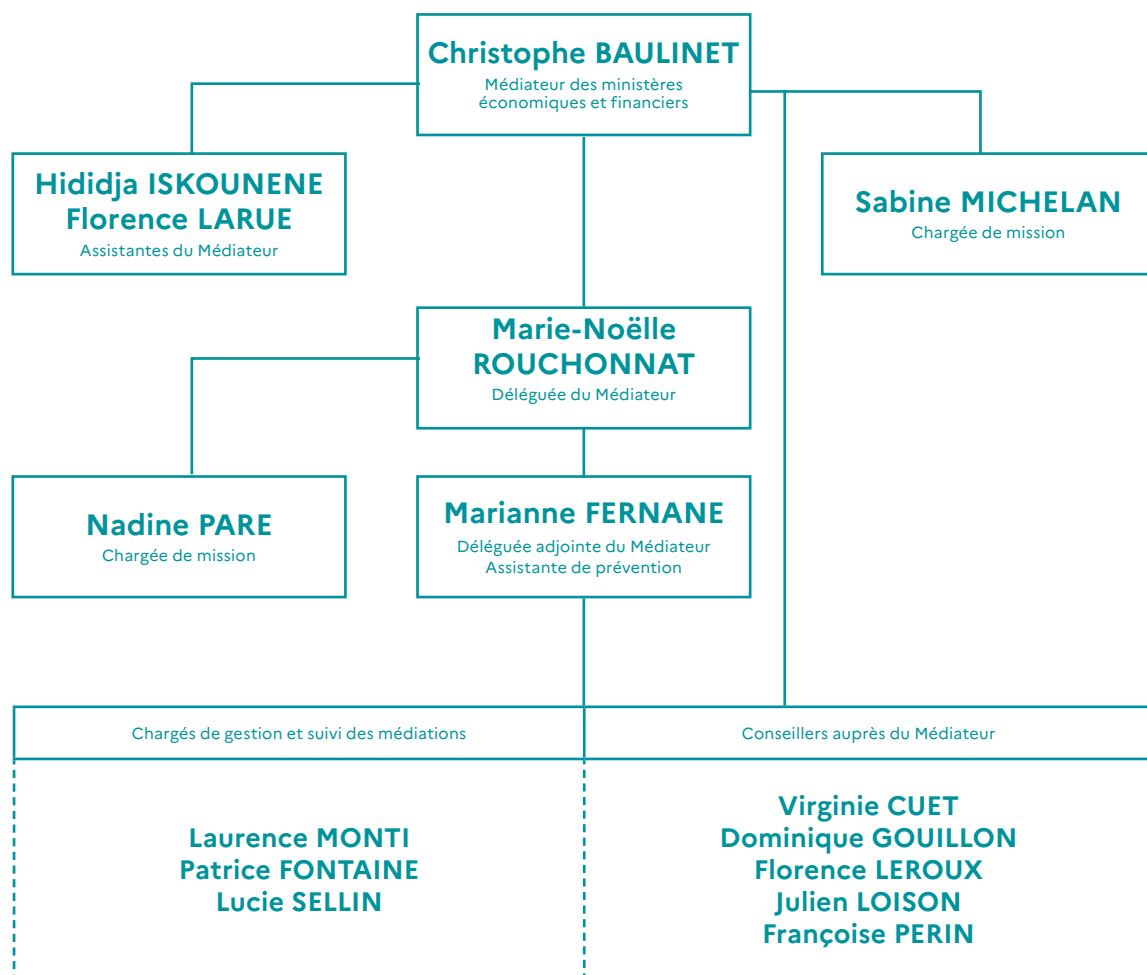 Christophe BAULINET
Médiateur des ministères
économiques et financiers
Hididja ISKOUNENE
Florence LARUE
Assistantes du Médiateur
Sabine MICHELAN
Chargée de mission
Marie-Noëlle
ROUCHONNAT
Déléguée du Médiateur
Nadine PARE
Chargée de mission
Marianne FERNANE
Déléguée adjointe du Médiateur
Assistante de prévention
Chargés de gestion et suivi des médiations
Laurence MONTI
Patrice FONTAINE
Lucie SELLIN
Conseillers auprès du Médiateur
Virginie CUET
Dominique GOUILLON
Florence LEROUX
Julien LOISON
Françoise PERIN